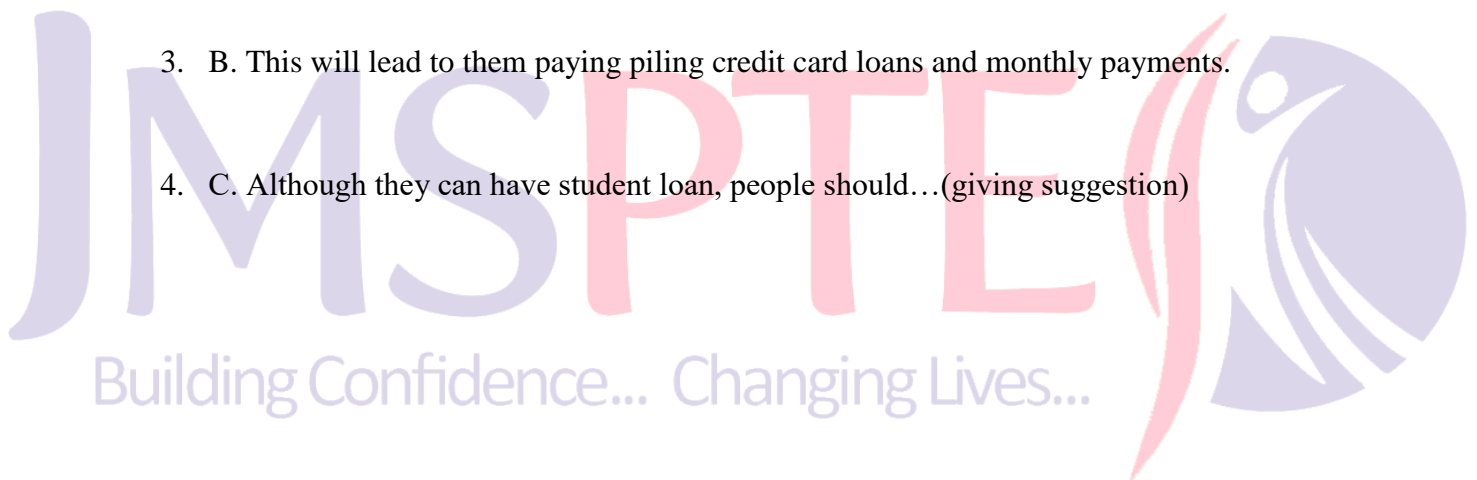 3. B. This will lead to them paying piling credit card loans and monthly payments.
4. C. Although they can have student loan, people should…(giving suggestion)
JMSPTE
Building Confidence... Changing Lives...